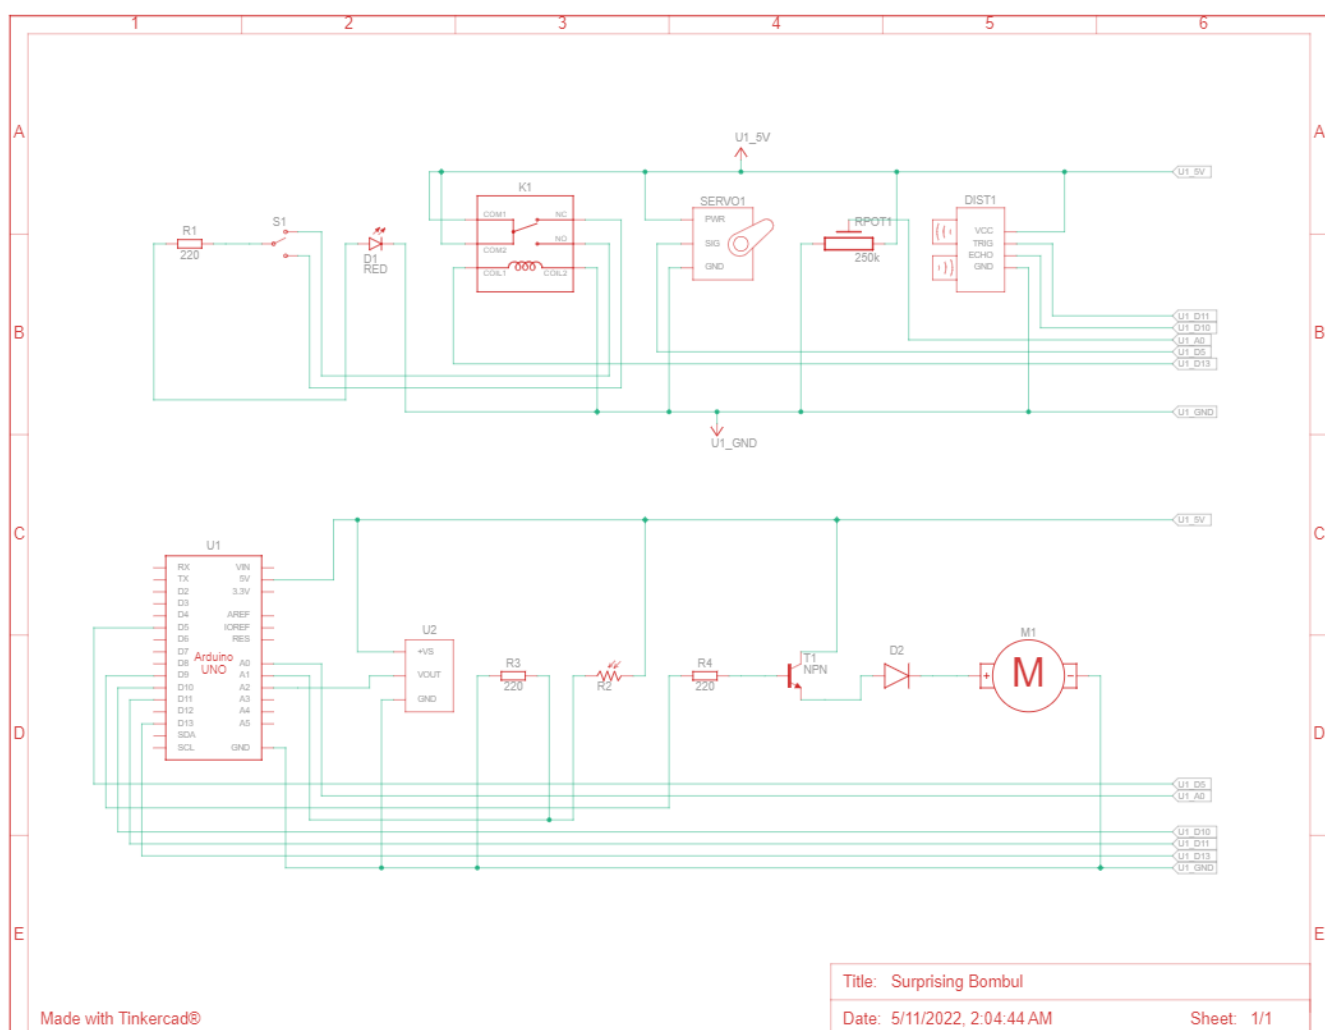 1 2 3 4 5 6
A A
U1_5V
U1_5V
K1
SERVO1
DIST1
COM1 NC
PWR
RPOT1
R1
S1
VCC
COM2 NO
SIG
TRIG
220
D1
RED
250k
ECHO
COIL1 COIL2
GND
GND
U1_D11
B B
U1_D10
U1_A0
U1_D5
U1_D13
U1_GND
U1_GND
C C
U1_5V
U1
RX VIN
TX 5V
D2 3.3V
D3
D4 AREF
D5 IOREF
D6 RES
D7
D8 A0
D9 A1
D10 A2
D11 A3
D12 A4
D13 A5
SDA
SCL GND
Arduino
UNO
U2
+VS
VOUT
GND
R3
220
R2
R4
220
T1
NPN
D2
M1
+ M -
D D
U1_D5
U1_A0
U1_D10
U1_D11
U1_D13
U1_GND
E E
Title: Surprising Bombul
Made with Tinkercad®
Date: 5/11/2022, 2:04:44 AM Sheet: 1/1